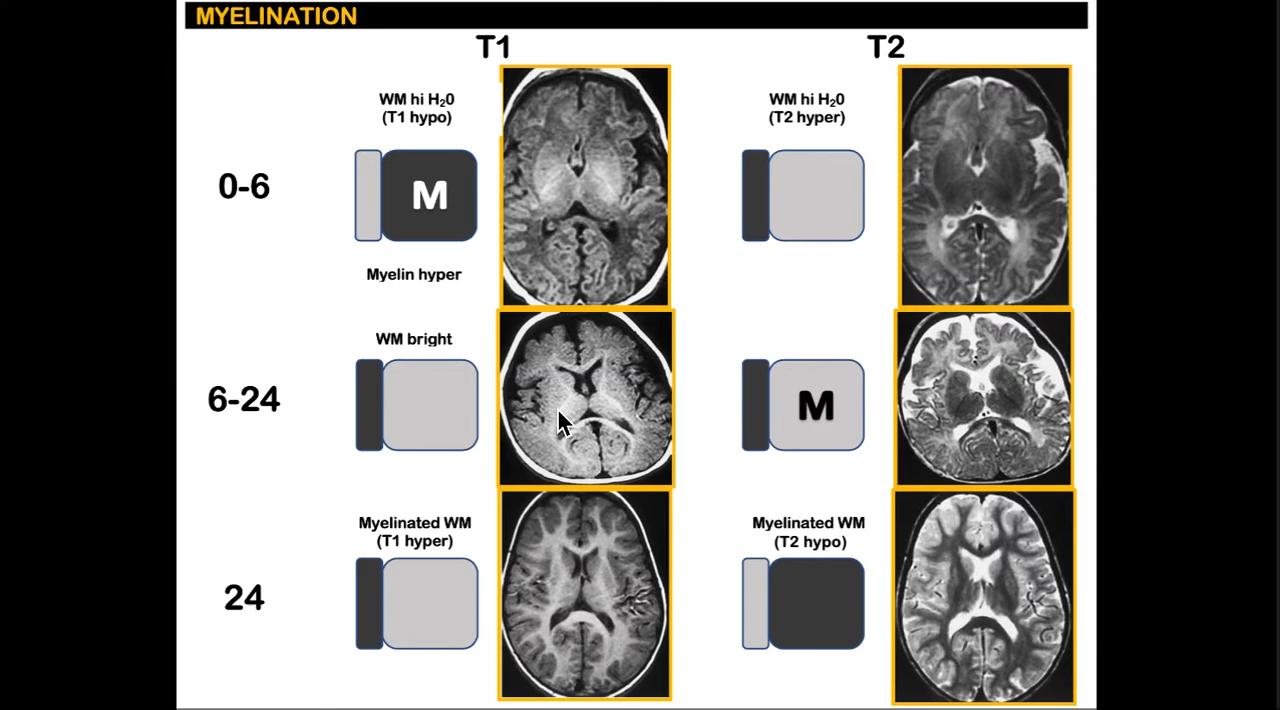 MYELINATION
T1
T2
WM hi H₂0
(T1 hypo)
WM hi H₂0
(T2 hyper)
0-6
M
Myelin hyper
WM bright
6-24
M
Myelinated WM
(T1 hyper)
Myelinated WM
(T2 hypo)
24